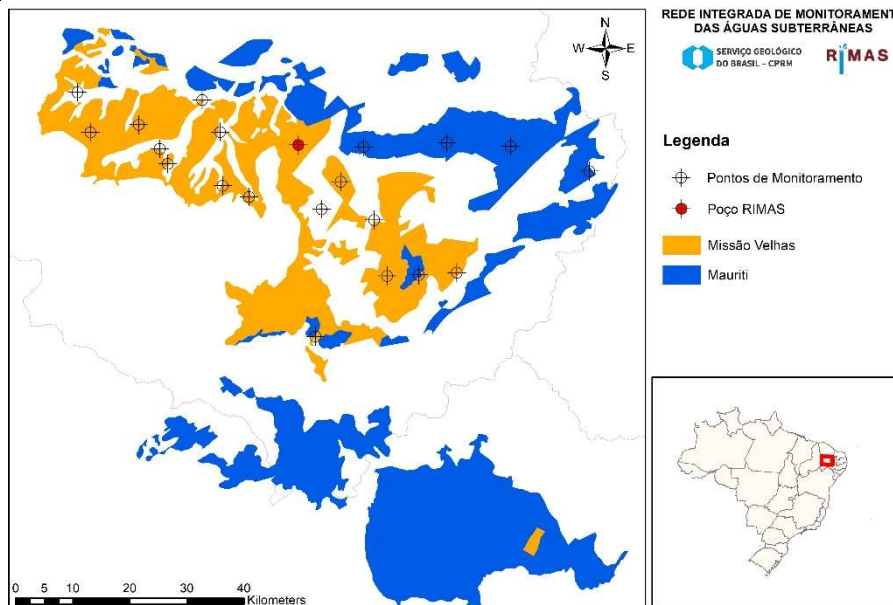 REDE INTEGRADA DE MONITORAMENT
DAS ÁGUAS SUBTERRÂNEAS
SERVIÇO GEOLÓGICO
DO BRASIL – CPRM
RIMAS
N
W E
S
Legenda
Pontos de Monitoramento
Poço RIMAS
Missão Velhas
Mauriti
0 5 10 20 30 40
Kilometers